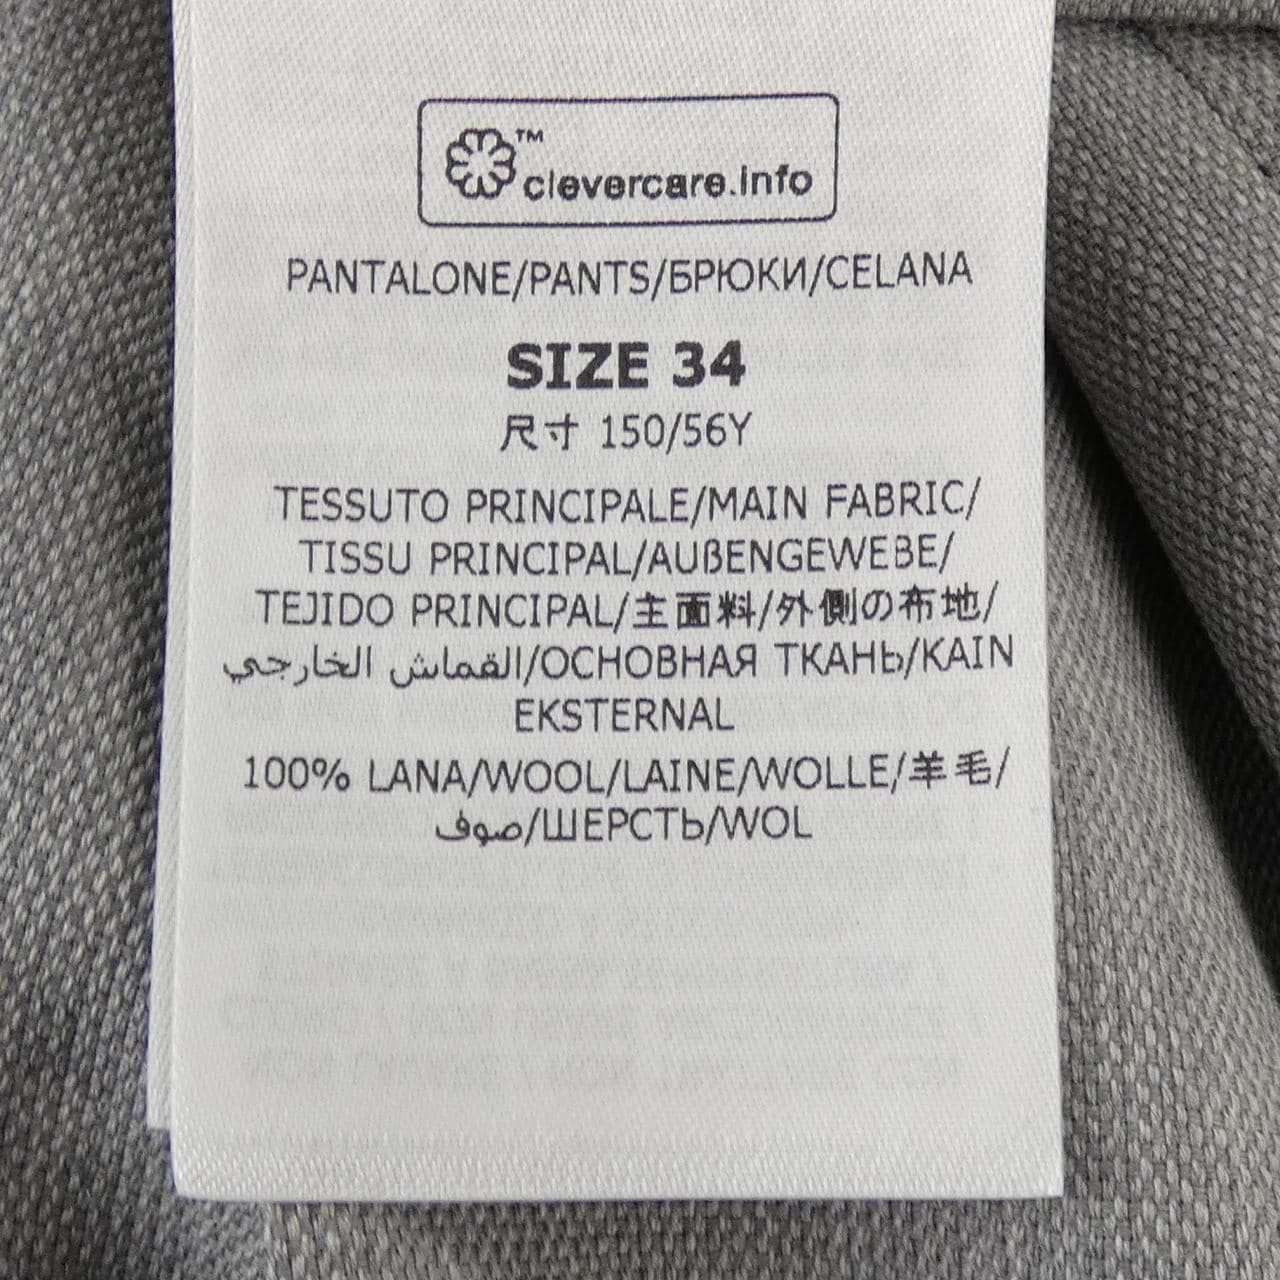 ™
clevercare.info
PANTALONE/PANTS/БРЮКИ/CELANA
SIZE 34
尺寸 150/56Y
TESSUTO PRINCIPALE/MAIN FABRIC/
TISSU PRINCIPAL/AUßENGEWEBE/
TEJIDO PRINCIPAL/主面料/外側の布地/
القماش الخارجي/ОСНОВНАЯ ТКАНЬ/KAIN
EKSTERNAL
100% LANA/WOOL/LAINE/WOLLE/羊毛/
صوف/ШЕРСТЬ/WOL